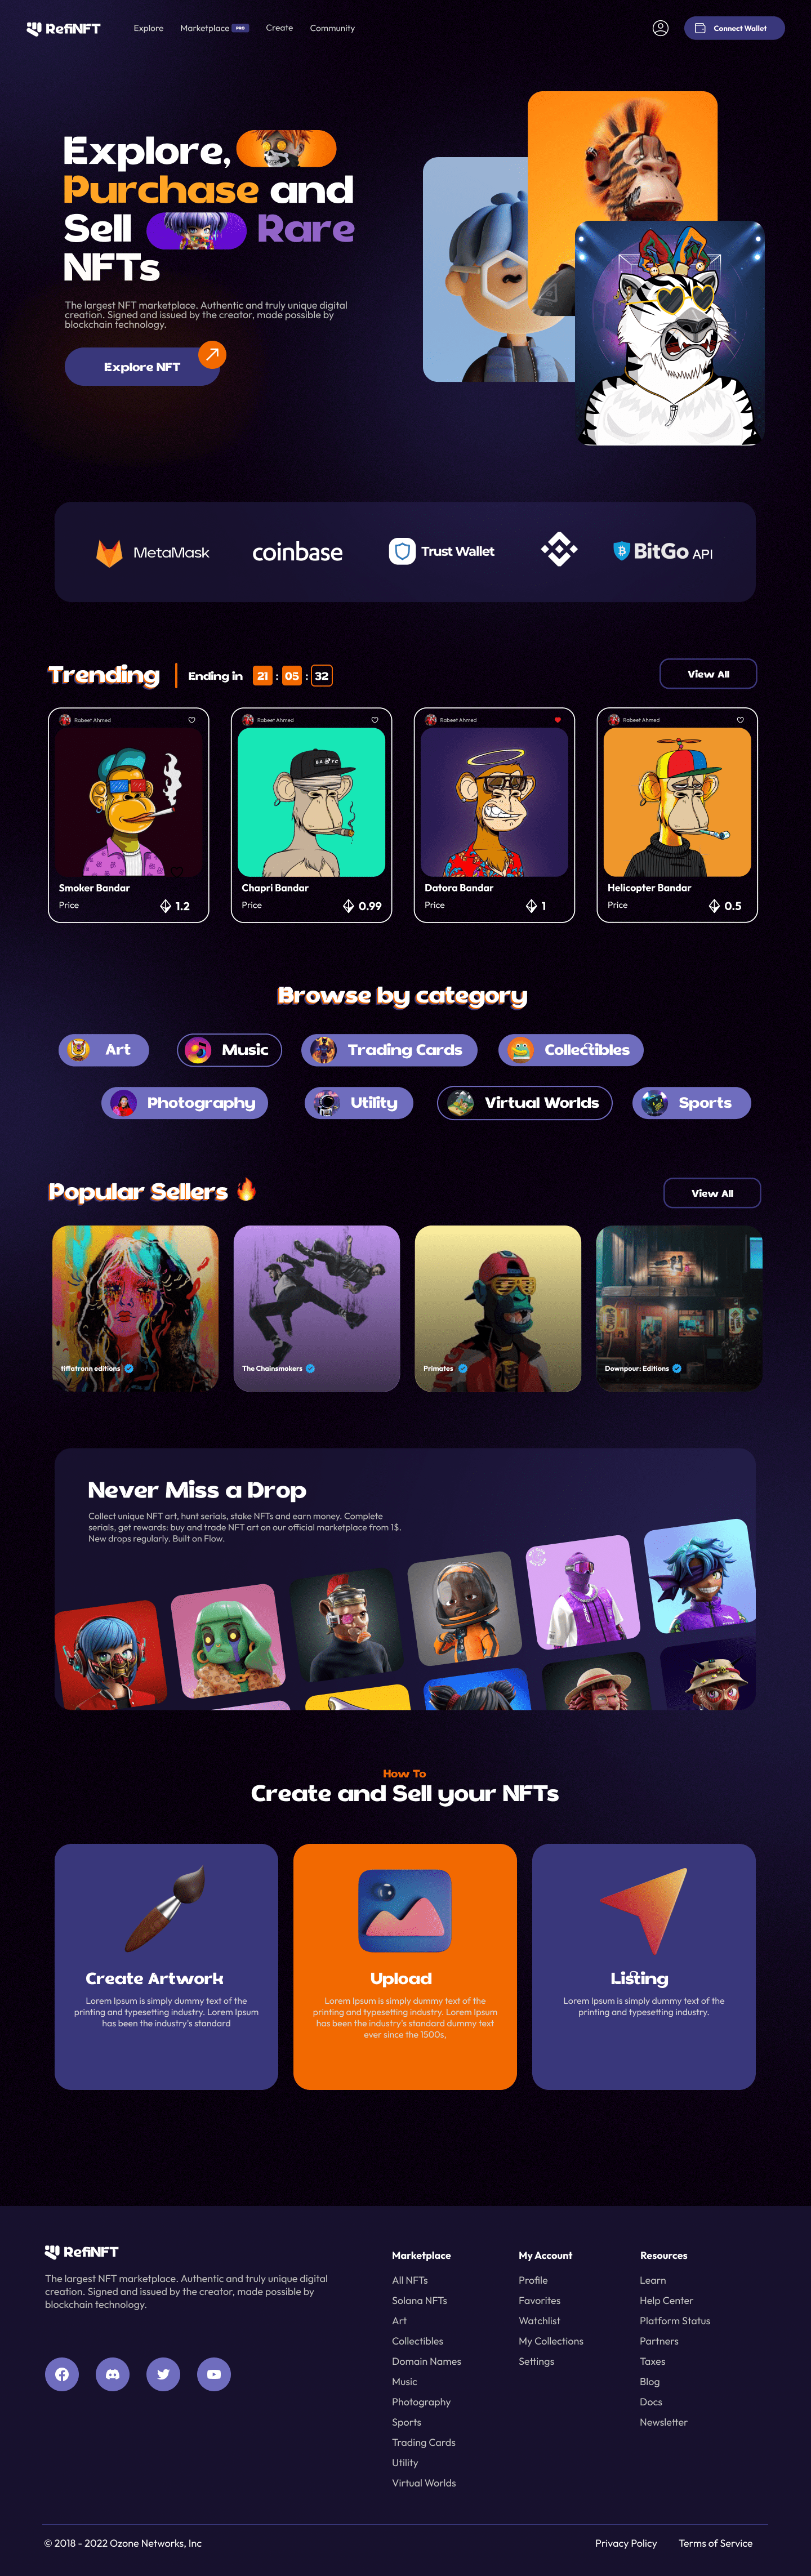 RefiNFT
Explore
Marketplace PRO
Create
Community
Connect Wallet
Explore,
Purchase and
Sell Rare
NFTs
The largest NFT marketplace. Authentic and truly unique digital
creation. Signed and issued by the creator, made possible by
blockchain technology.
Explore NFT
MetaMask
coinbase
Trust Wallet
BitGo API
Trending
Ending in
21 : 05 : 32
View All
Rabeet Ahmed
Rabeet Ahmed
Rabeet Ahmed
Rabeet Ahmed
Smoker Bandar
Price
1.2
Chapri Bandar
Price
0.99
Datora Bandar
Price
1
Helicopter Bandar
Price
0.5
Browse by category
Art
Music
Trading Cards
Collectibles
Photography
Utility
Virtual Worlds
Sports
Popular Sellers
View All
tiffatronn editions
The Chainsmokers
Primates
Downpour: Editions
Never Miss a Drop
Collect unique NFT art, hunt serials, stake NFTs and earn money. Complete
serials, get rewards: buy and trade NFT art on our official marketplace from 1$.
New drops regularly. Built on Flow.
How To
Create and Sell your NFTs
Create Artwork
Lorem Ipsum is simply dummy text of the
printing and typesetting industry. Lorem Ipsum
has been the industry's standard
Upload
Lorem Ipsum is simply dummy text of the
printing and typesetting industry. Lorem Ipsum
has been the industry's standard dummy text
ever since the 1500s,
Listing
Lorem Ipsum is simply dummy text of the
printing and typesetting industry.
RefiNFT
The largest NFT marketplace. Authentic and truly unique digital
creation. Signed and issued by the creator, made possible by
blockchain technology.
Marketplace
All NFTs
Solana NFTs
Art
Collectibles
Domain Names
Music
Photography
Sports
Trading Cards
Utility
Virtual Worlds
My Account
Profile
Favorites
Watchlist
My Collections
Settings
Resources
Learn
Help Center
Platform Status
Partners
Taxes
Blog
Docs
Newsletter
© 2018 - 2022 Ozone Networks, Inc
Privacy Policy
Terms of Service